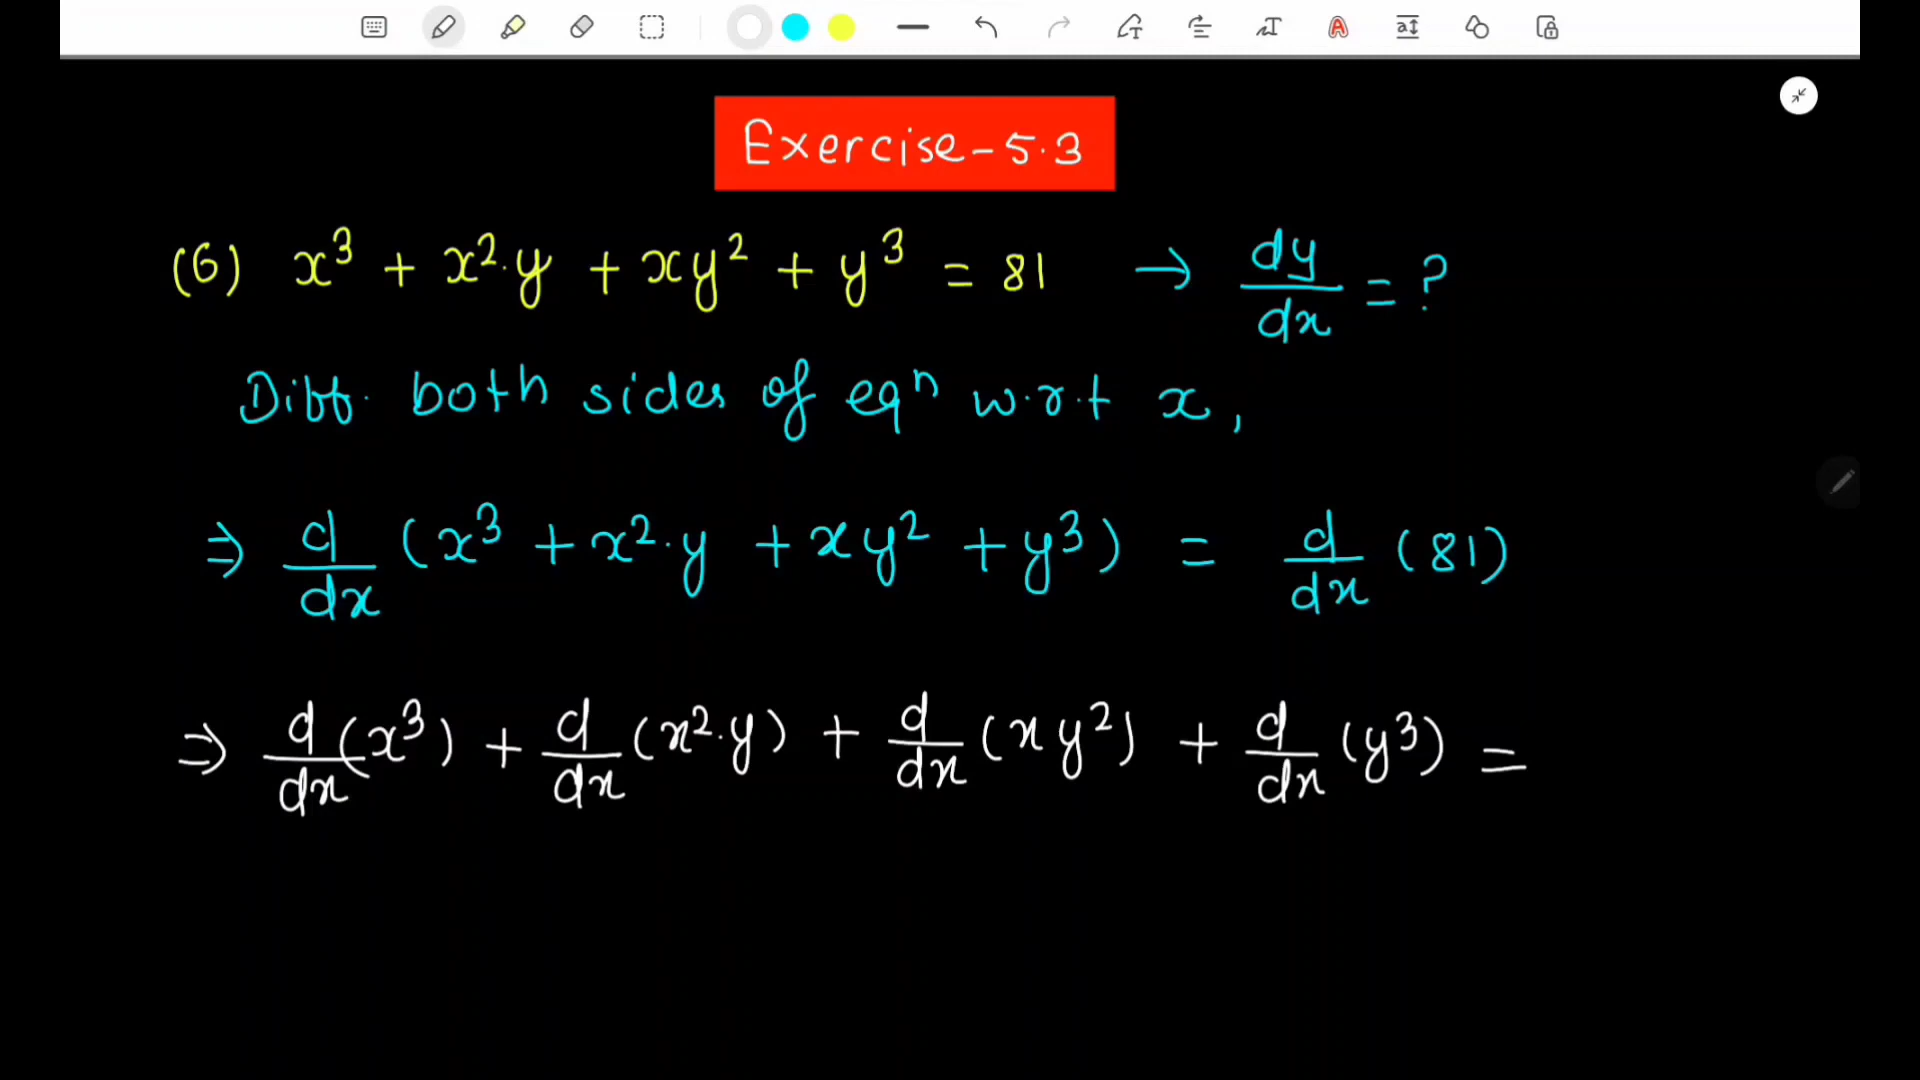 Exercise-5.3
(6) x³ + x².y + xy² + y³ = 81 → dy/dx = ?
Diff. both sides of eqⁿ w.r.t x,
⇒ d/dx (x³ + x².y + xy² + y³) = d/dx (81)
⇒ d/dx (x³) + d/dx (x².y) + d/dx (xy²) + d/dx (y³) =